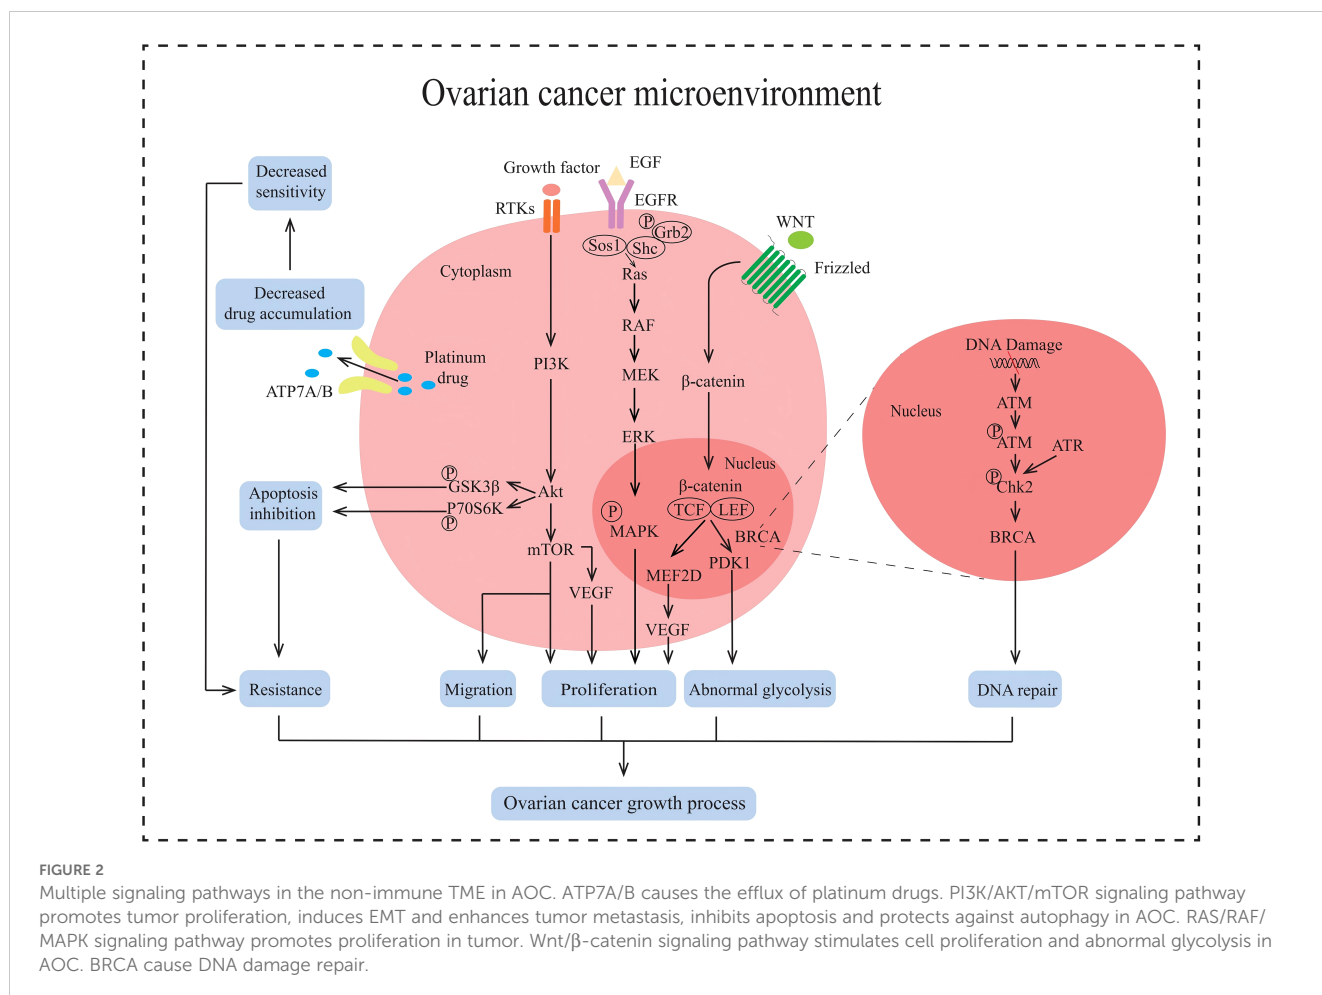 Ovarian cancer microenvironment
Decreased
sensitivity
Decreased
drug accumulation
ATP7A/B
Platinum
drug
Cytoplasm
Growth factor
RTKs
EGF
EGFR
P
Grb2
Sos1
Shc
Ras
RAF
MEK
ERK
P
MAPK
WNT
Frizzled
β-catenin
Nucleus
β-catenin
TCF
LEF
BRCA
PDK1
MEF2D
VEGF
PI3K
Akt
P
GSK3β
P70S6K
P
mTOR
VEGF
Apoptosis
inhibition
Nucleus
DNA Damage
ATM
P
ATM
ATR
P
Chk2
BRCA
Resistance
Migration
Proliferation
Abnormal glycolysis
DNA repair
Ovarian cancer growth process
FIGURE 2
Multiple signaling pathways in the non-immune TME in AOC. ATP7A/B causes the efflux of platinum drugs. PI3K/AKT/mTOR signaling pathway
promotes tumor proliferation, induces EMT and enhances tumor metastasis, inhibits apoptosis and protects against autophagy in AOC. RAS/RAF/
MAPK signaling pathway promotes proliferation in tumor. Wnt/β-catenin signaling pathway stimulates cell proliferation and abnormal glycolysis in
AOC. BRCA cause DNA damage repair.